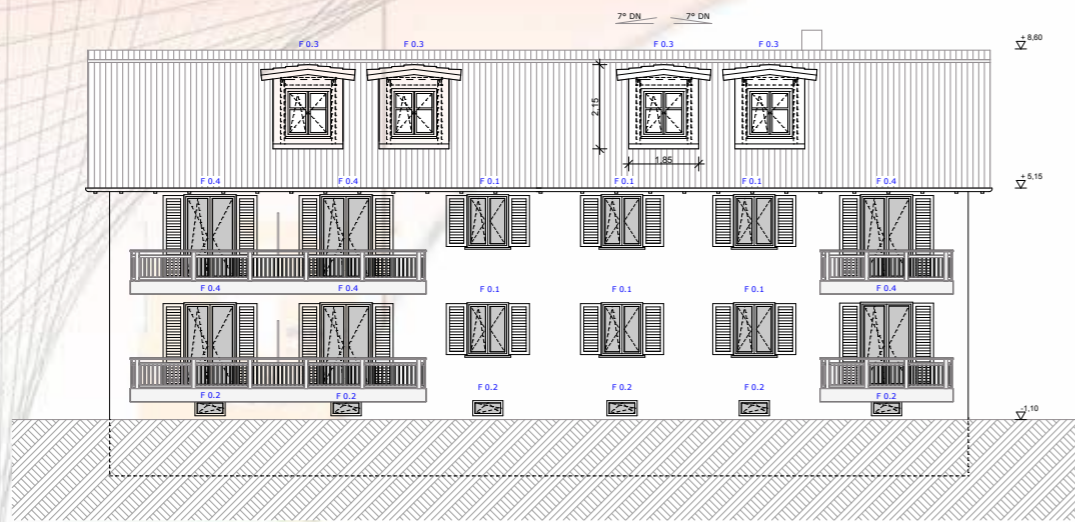 7° DN 7° DN
+ 8,60
F 0.3 F 0.3 F 0.3 F 0.3
2,15
1,85
+ 5,15
F 0.4 F 0.4 F 0.1 F 0.1 F 0.1 F 0.4
F 0.4 F 0.4 F 0.1 F 0.1 F 0.1 F 0.4
F 0.2 F 0.2 F 0.2 F 0.2 F 0.2 F 0.2
-1,10